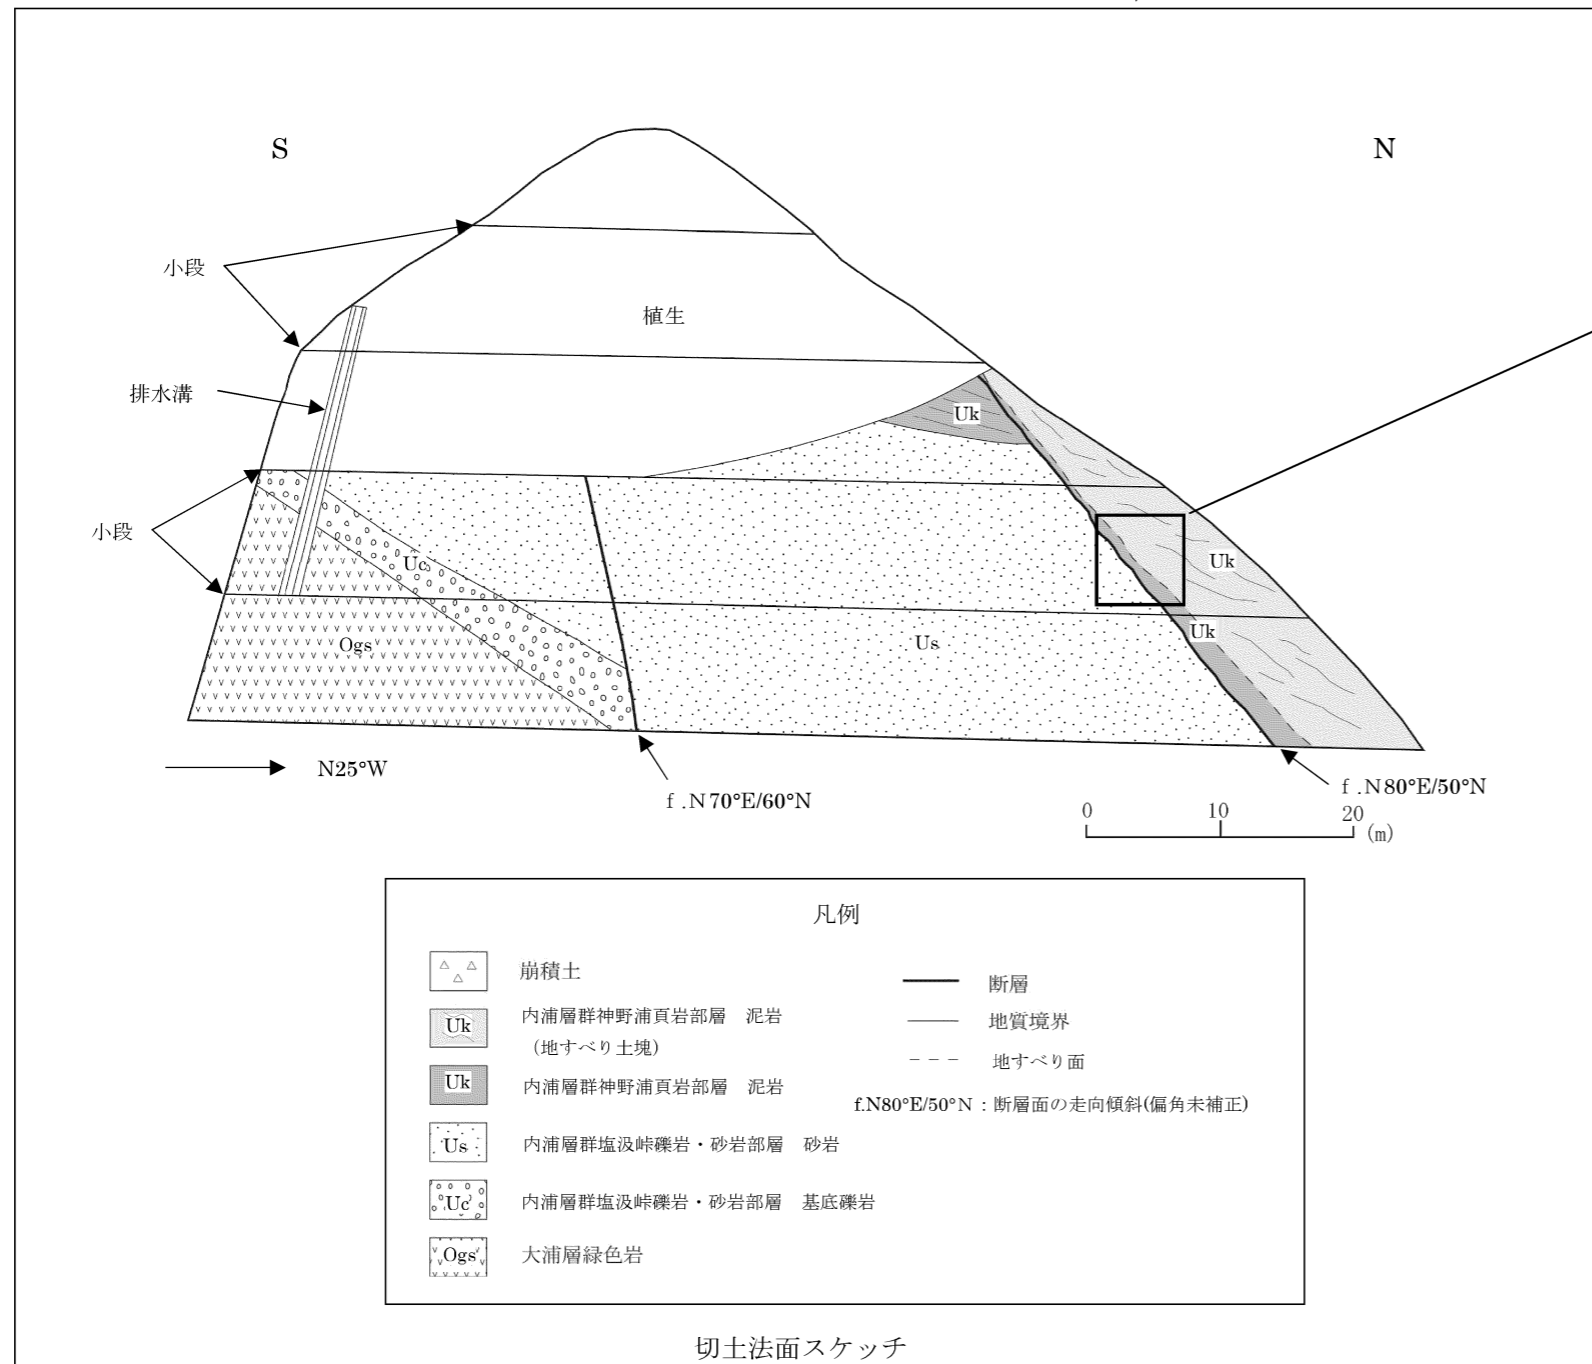 S
N
小段
植生
排水溝
Uk
小段
Uc
Uk
Uk
Ogs
Us
N25°W
f .N70°E/60°N
f .N80°E/50°N
0 10 20
(m)
凡例
崩積土
Uk 内浦層群神野浦頁岩部層 泥岩
(地すべり土塊)
Uk 内浦層群神野浦頁岩部層 泥岩
Us 内浦層群塩汲峠礫岩・砂岩部層 砂岩
Uc 内浦層群塩汲峠礫岩・砂岩部層 基底礫岩
Ogs 大浦層緑色岩
断層
地質境界
地すべり面
f.N80°E/50°N：断層面の走向傾斜(偏角未補正)
切土法面スケッチ